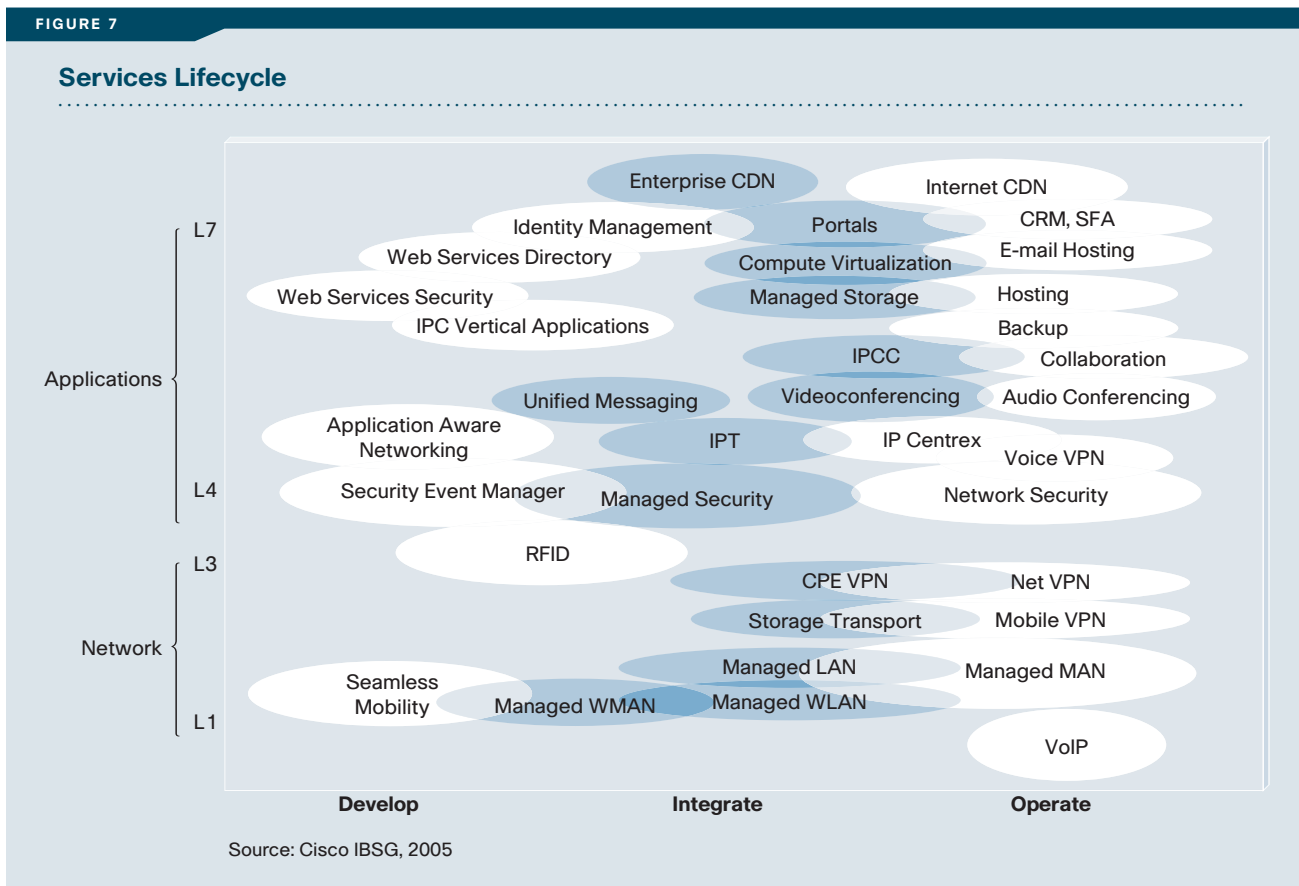 FIGURE 7
Services Lifecycle
Enterprise CDN
Internet CDN
L7
Identity Management
Portals
CRM, SFA
Web Services Directory
Compute Virtualization
E-mail Hosting
Web Services Security
Managed Storage
Hosting
IPC Vertical Applications
Backup
IPCC
Collaboration
Applications
Unified Messaging
Videoconferencing
Audio Conferencing
Application Aware
Networking
IPT
IP Centrex
Voice VPN
L4
Security Event Manager
Managed Security
Network Security
L3
RFID
CPE VPN
Net VPN
Storage Transport
Mobile VPN
Network
Managed LAN
Managed MAN
Seamless
Mobility
Managed WMAN
Managed WLAN
L1
VoIP
Develop
Integrate
Operate
Source: Cisco IBSG, 2005